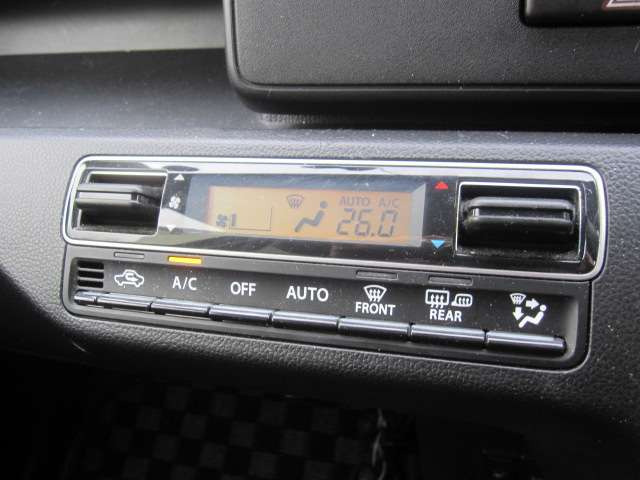 AUTO A/C
1 26.0
A/C OFF AUTO FRONT REAR